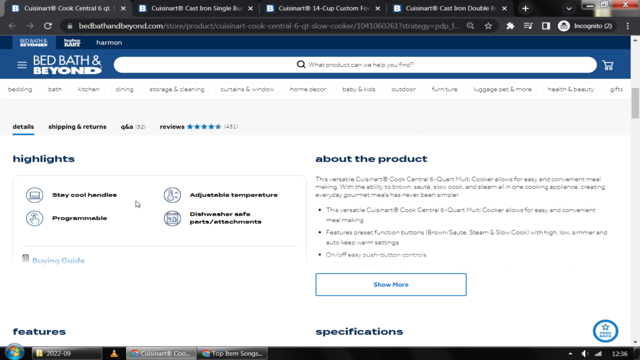 Cuisinart® Cook Central 6 qt.
Cuisinart® Cast Iron Single Bu
Cuisinart® 14-Cup Custom Foo
Cuisinart® Cast Iron Double Bu
bedbathandbeyond.com/store/product/cuisinart-cook-central-6-qt-slow-cooker/1041060261?strategy=pdp_f...
Incognito (2)
BED BATH & BEYOND
harmon
BED BATH &
BEYOND
What product can we help you find?
bedding bath kitchen dining storage & cleaning curtains & window home decor baby & kids outdoor furniture luggage pet & more health & beauty gifts
details shipping & returns q&a (52) reviews (431)
highlights
Stay cool handles
Adjustable temperature
Programmable
Dishwasher safe
parts/attachments
Buying Guide
about the product
This versatile Cuisinart® Cook Central 6-Quart Multi Cooker allows for easy and convenient meal
making. With the ability to brown, sauté, slow cook, and steam all in one cooking appliance, creating
everyday gourmet meals has never been simpler.
This versatile Cuisinart® Cook Central 6-Quart Multi Cooker allows for easy and convenient
meal making
Features preset function buttons (Brown/Saute, Steam & Slow Cook) with high, low, simmer and
auto keep warm settings
On/off easy push-button controls
Show More
features
specifications
FEED
BACK
2022-09
Cuisinart® Coo...
Top Item Songs...
12:36